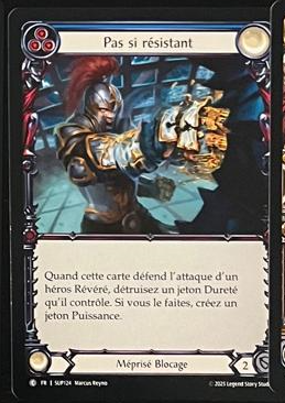 Pas si résistant
Quand cette carte défend l'attaque d'un
héros Révéré, détruisez un jeton Dureté
qu'il contrôle. Si vous le faites, créez un
jeton Puissance.
Méprisé Blocage
2
C FR SUP124 Marcus Reyno
© 2025 Legend Story Studi